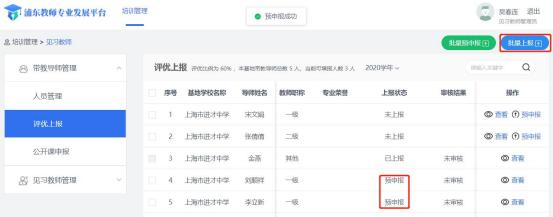 浦东教师专业发展平台
培训管理
预申报成功
吴春连 退出
见习教师管理员
培训管理 > 见习教师
批量预申报
批量上报
带教导师管理
人员管理
评优上报
公开课申报
见习教师管理
评优上报 评优比例为 60% ，本基地带教导师总数 5 人，当前可填报人数 3 人 2020学年
请输入关键字
序号 基地学校名称 导师姓名 教师职称 专业荣誉 上报状态 审核结果 操作
1 上海市进才中学 宋文娟 一级 未上报 查看 预申报
2 上海市进才中学 张倩倩 二级 未上报 查看 预申报
3 上海市进才中学 金燕 其他 已上报 未审核 查看
4 上海市进才中学 刘顺祥 一级 预申报 未审核 查看
5 上海市进才中学 李立新 一级 预申报 未审核 查看